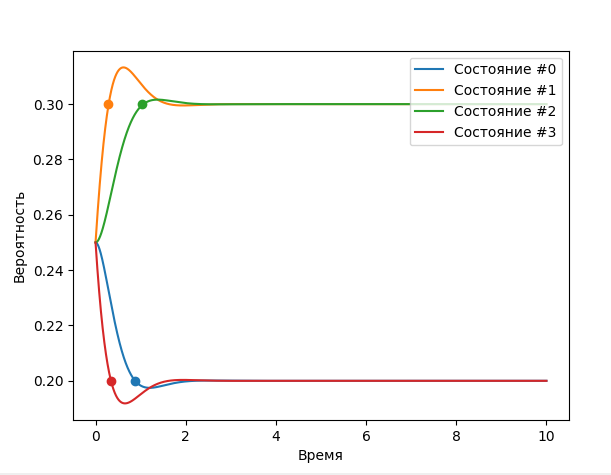 Состояние #0
Состояние #1
Состояние #2
Состояние #3
Вероятность
0.30
0.28
0.26
0.24
0.22
0.20
0
2
4
6
8
10
Время